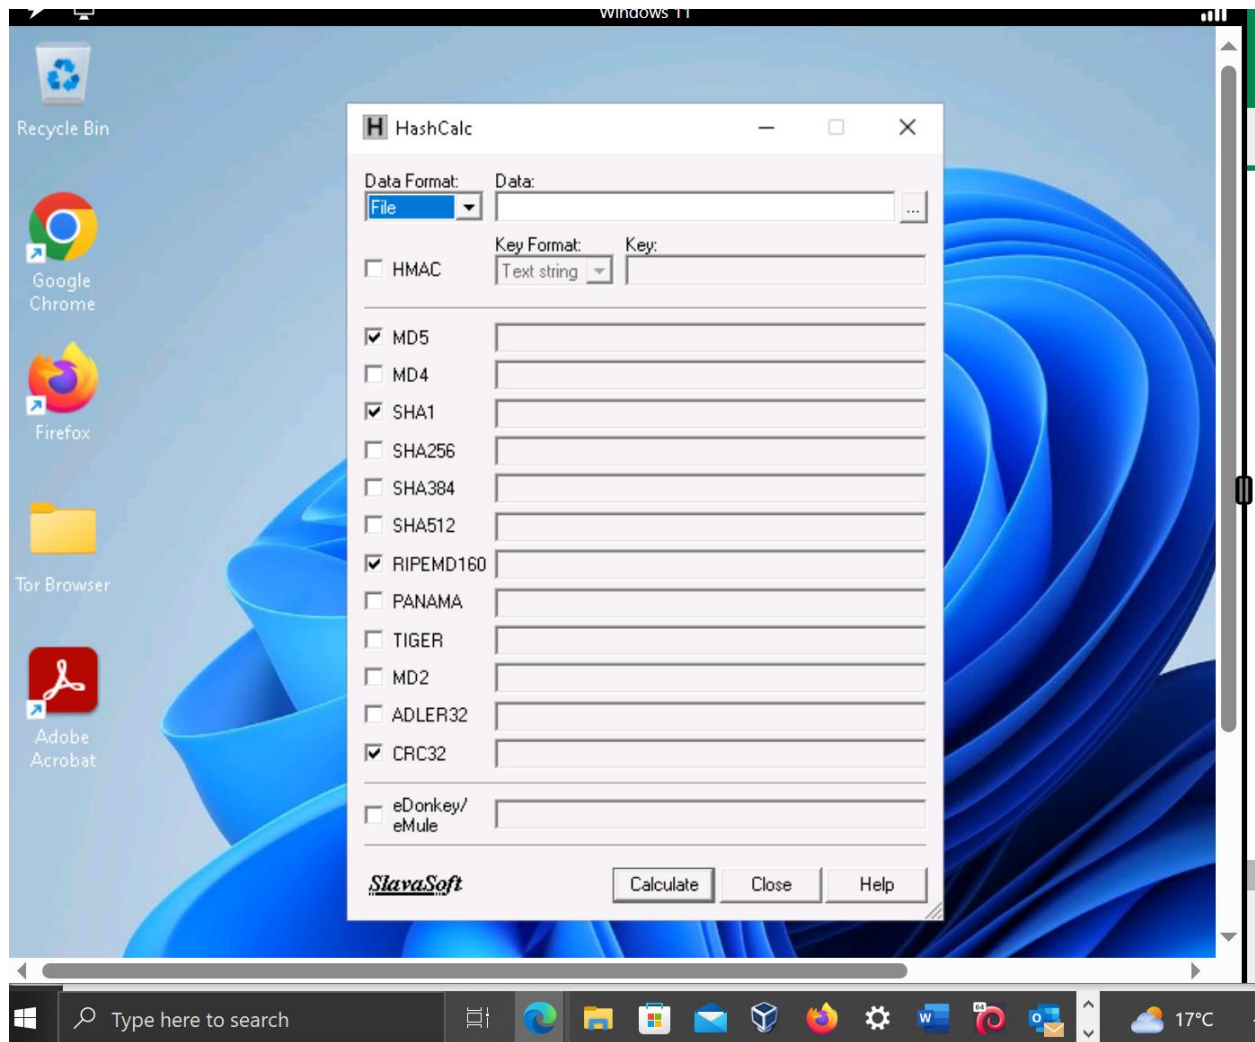 Windows 11
Recycle Bin
Google
Chrome
Firefox
Tor Browser
Adobe
Acrobat
H HashCalc
Data Format: Data:
File ...
Key Format: Key:
HMAC Text string
MD5
MD4
SHA1
SHA256
SHA384
SHA512
RIPEMD160
PANAMA
TIGER
MD2
ADLER32
CRC32
eDonkey/
eMule
SlavaSoft Calculate Close Help
Type here to search 64 17°C